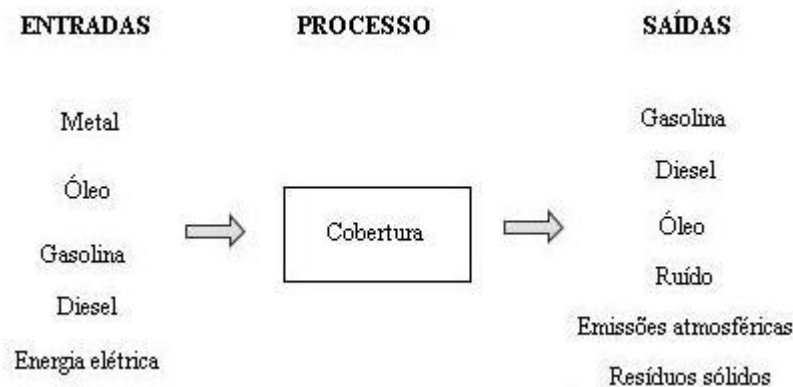 ENTRADAS
PROCESSO
SAÍDAS
Metal
Óleo
Gasolina
Diesel
Energia elétrica
Cobertura
Gasolina
Diesel
Óleo
Ruído
Emissões atmosféricas
Resíduos sólidos